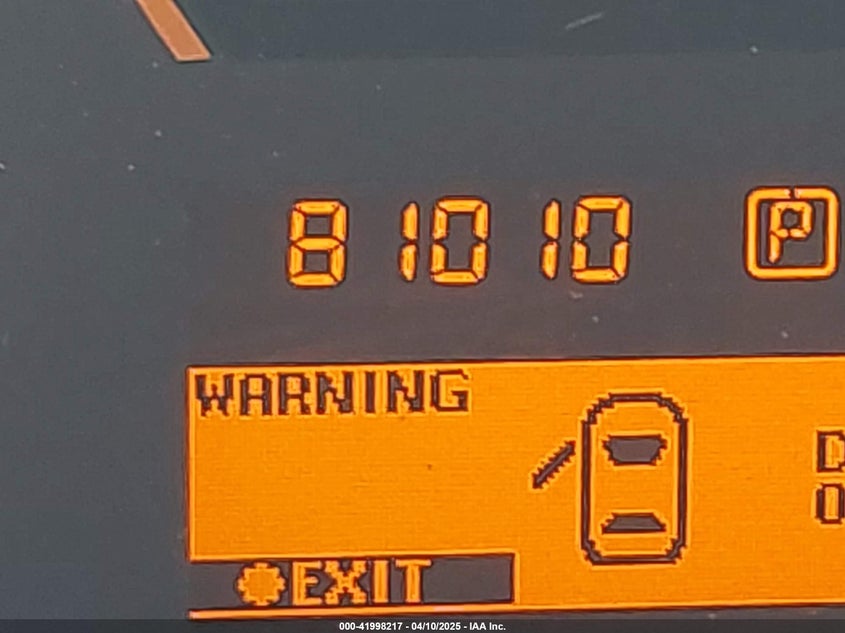 81010 P
WARNING
D
O
EXIT
000-41998217 - 04/10/2025 - IAA Inc.